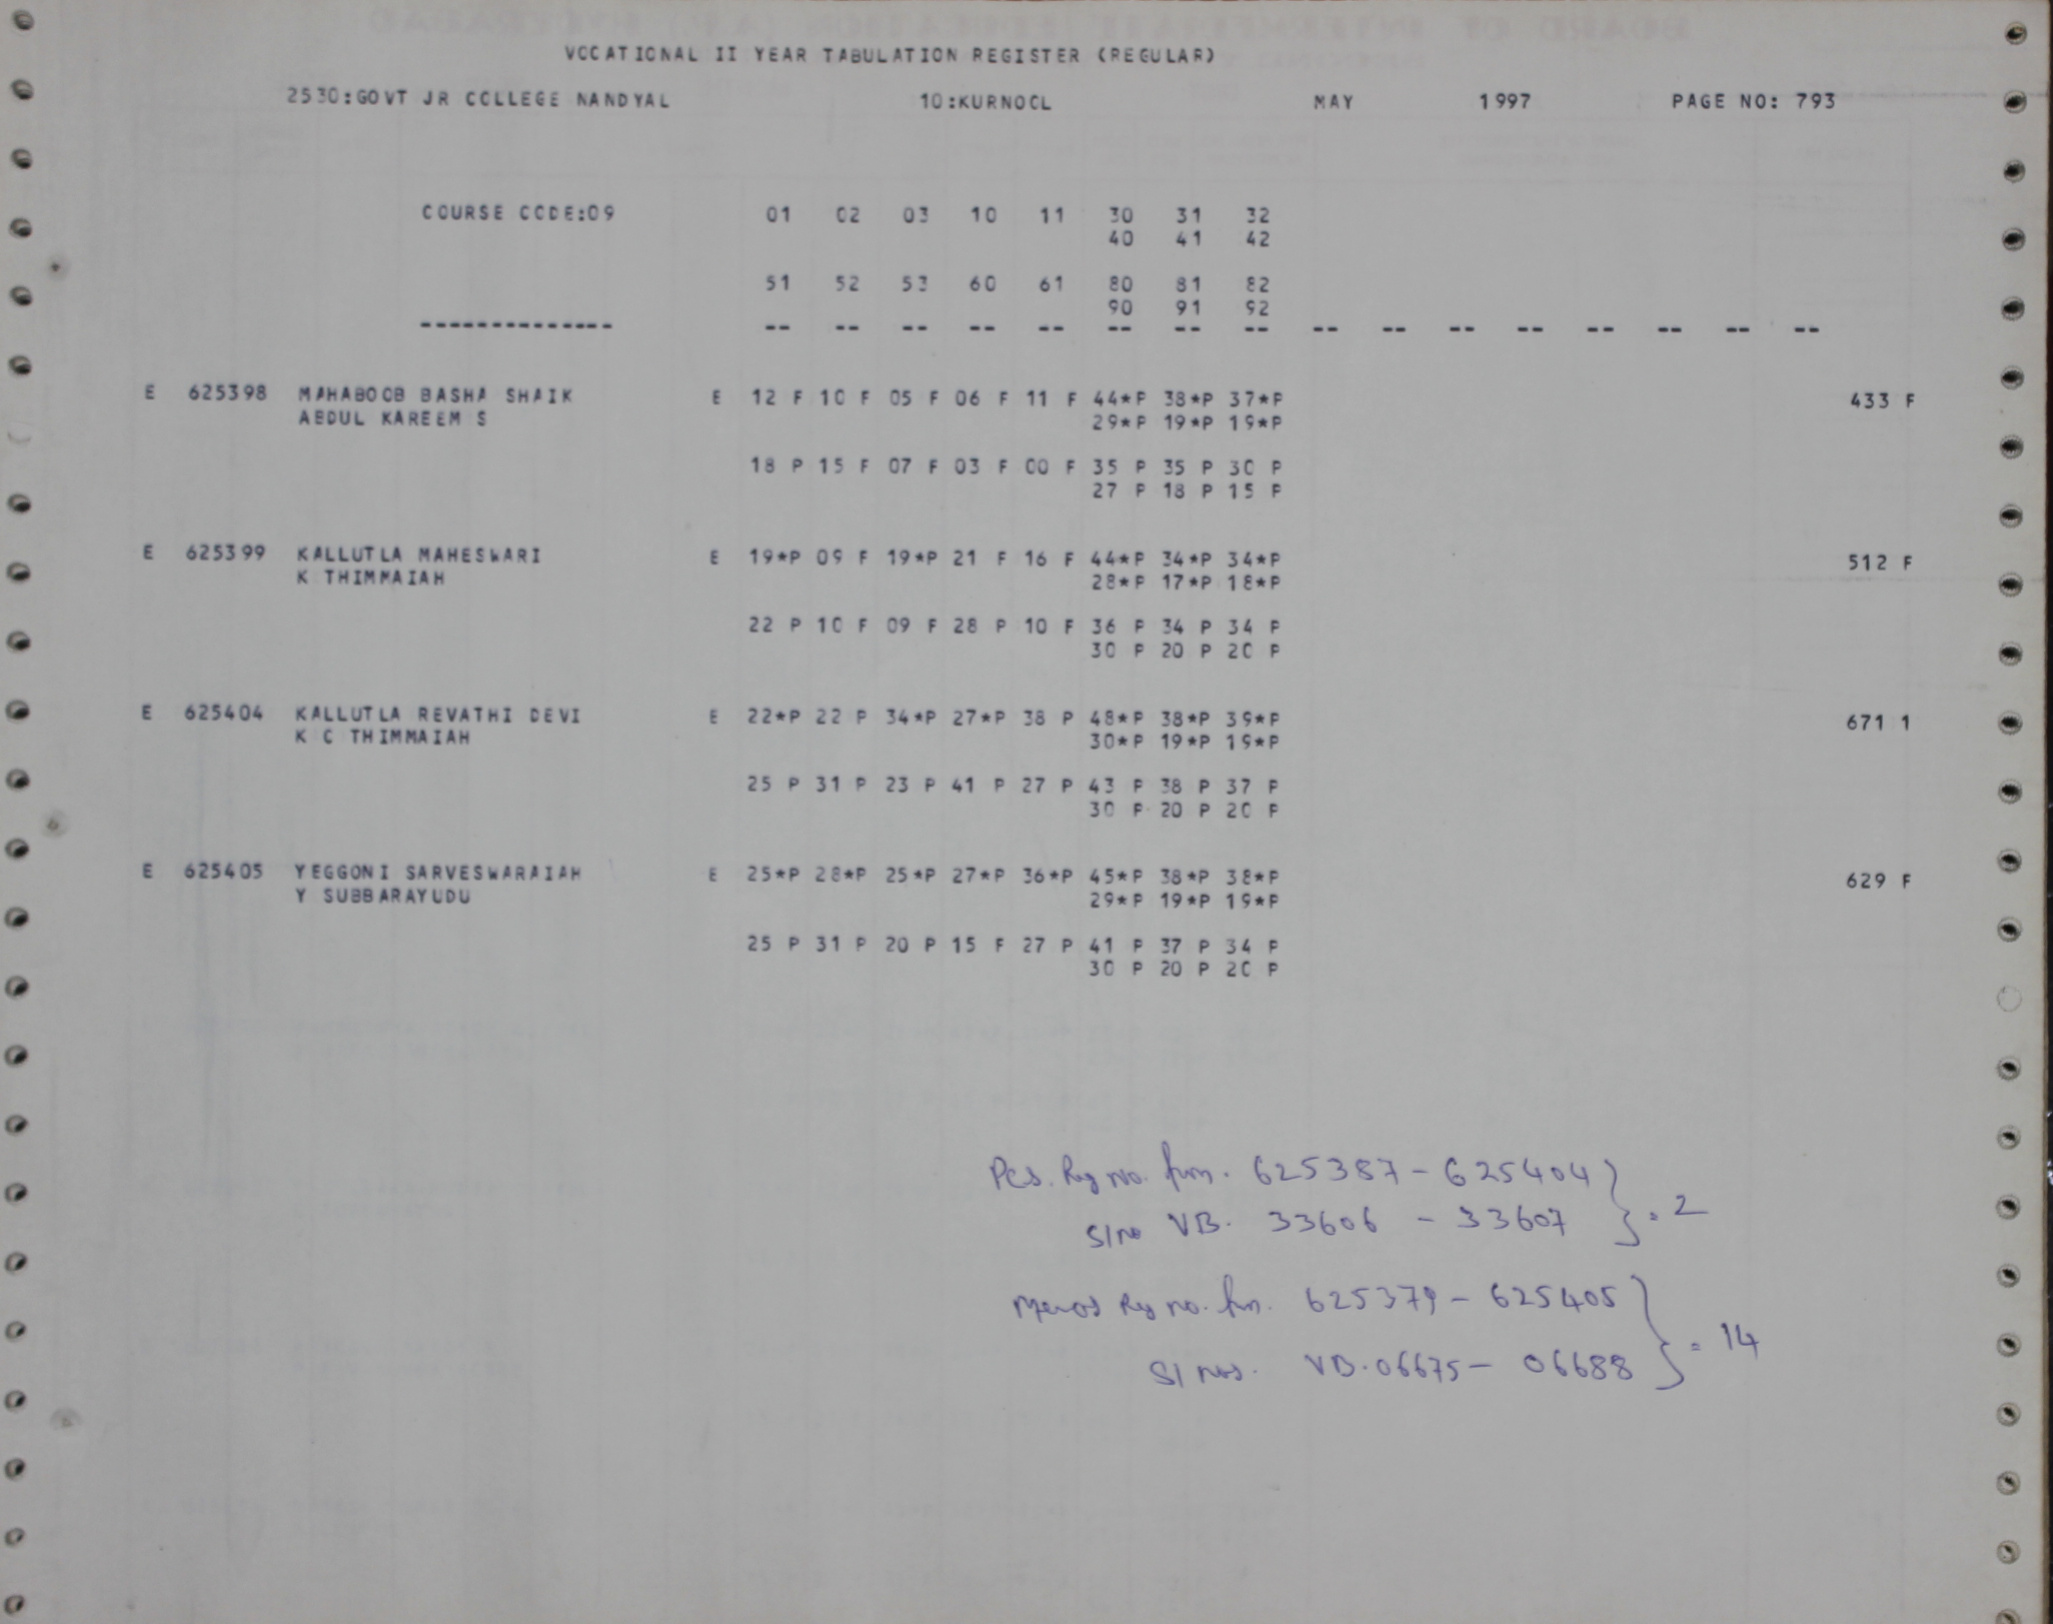 VOCATIONAL II YEAR TABULATION REGISTER (REGULAR)
2530:GOVT JR COLLEGE NANDYAL 10:KURNOOL MAY 1997 PAGE NO: 793
COURSE CODE:09 01 02 03 10 11 30 31 32
40 41 42
51 52 53 60 61 80 81 82
90 91 92
-------------- -- -- -- -- -- -- -- -- -- -- -- -- -- -- -- --
E 625398 MAHABOOB BASHA SHAIK E 12 F 10 F 05 F 06 F 11 F 44*P 38*P 37*P 433 F
ABDUL KAREEM S 29*P 19*P 19*P
18 P 15 F 07 F 03 F 00 F 35 P 35 P 30 P
27 P 18 P 15 P
E 625399 KALLUTLA MAHESWARI E 19*P 09 F 19*P 21 F 16 F 44*P 34*P 34*P 512 F
K THIMMAIAH 28*P 17*P 18*P
22 P 10 F 09 F 28 P 10 F 36 P 34 P 34 P
30 P 20 P 20 P
E 625404 KALLUTLA REVATHI DEVI E 22*P 22 P 34*P 27*P 38 P 48*P 38*P 39*P 671 1
K C THIMMAIAH 30*P 19*P 19*P
25 P 31 P 23 P 41 P 27 P 43 P 38 P 37 P
30 P 20 P 20 P
E 625405 YEGGONI SARVESWARAIAH E 25*P 28*P 25*P 27*P 36*P 45*P 38*P 38*P 629 F
Y SUBBARAYUDU 29*P 19*P 19*P
25 P 31 P 20 P 15 F 27 P 41 P 37 P 34 P
30 P 20 P 20 P
Pcs. Reg no. from. 625387 - 625404
Sl no VB. 33606 - 33607 } = 2
Memos Reg no. from. 625379 - 625405
Sl nos. VB. 06675 - 06688 } = 14